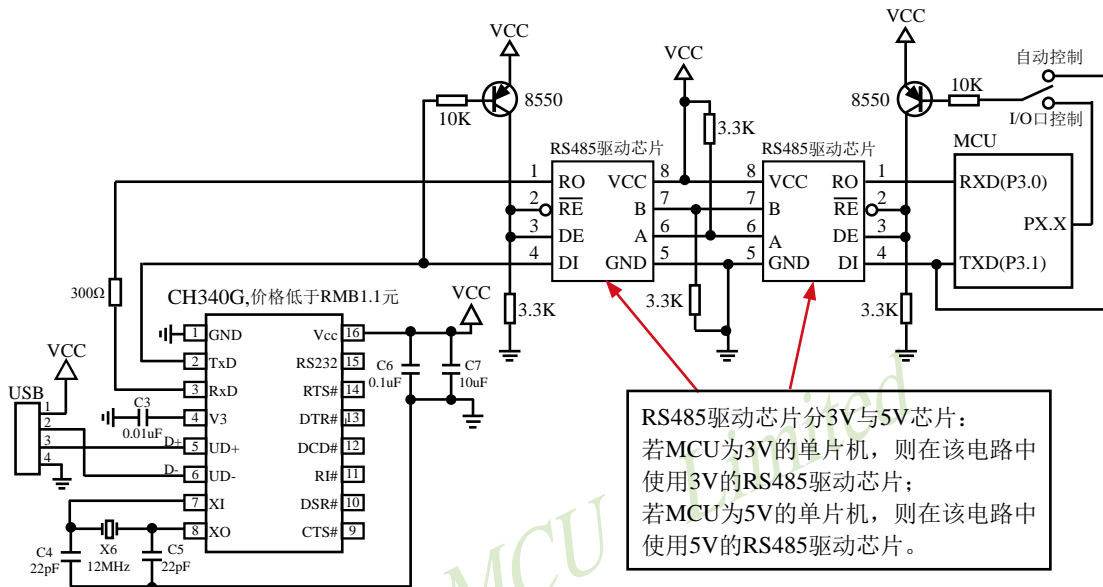 VCC
8550
10K
VCC
3.3K
VCC
8550
10K
自动控制
I/O口控制
MCU
RXD(P3.0)
PX.X
TXD(P3.1)
RS485驱动芯片
1 RO VCC 8
2 RE B 7
3 DE A 6
4 DI GND 5
RS485驱动芯片
8 VCC RO 1
7 B RE 2
6 A DE 3
5 GND DI 4
300Ω
3.3K
3.3K
3.3K
CH340G,价格低于RMB1.1元
1 GND Vcc 16
2 TxD RS232 15
3 RxD RTS# 14
4 V3 DTR# 13
5 UD+ DCD# 12
6 UD- RI# 11
7 XI DSR# 10
8 XO CTS# 9
VCC
C6
0.1uF
C7
10uF
VCC
USB
1
2
3
4
C3
0.01uF
D+
D-
C4
22pF
X6
12MHz
C5
22pF
RS485驱动芯片分3V与5V芯片：
若MCU为3V的单片机，则在该电路中
使用3V的RS485驱动芯片；
若MCU为5V的单片机，则在该电路中
使用5V的RS485驱动芯片。
MCU Limited